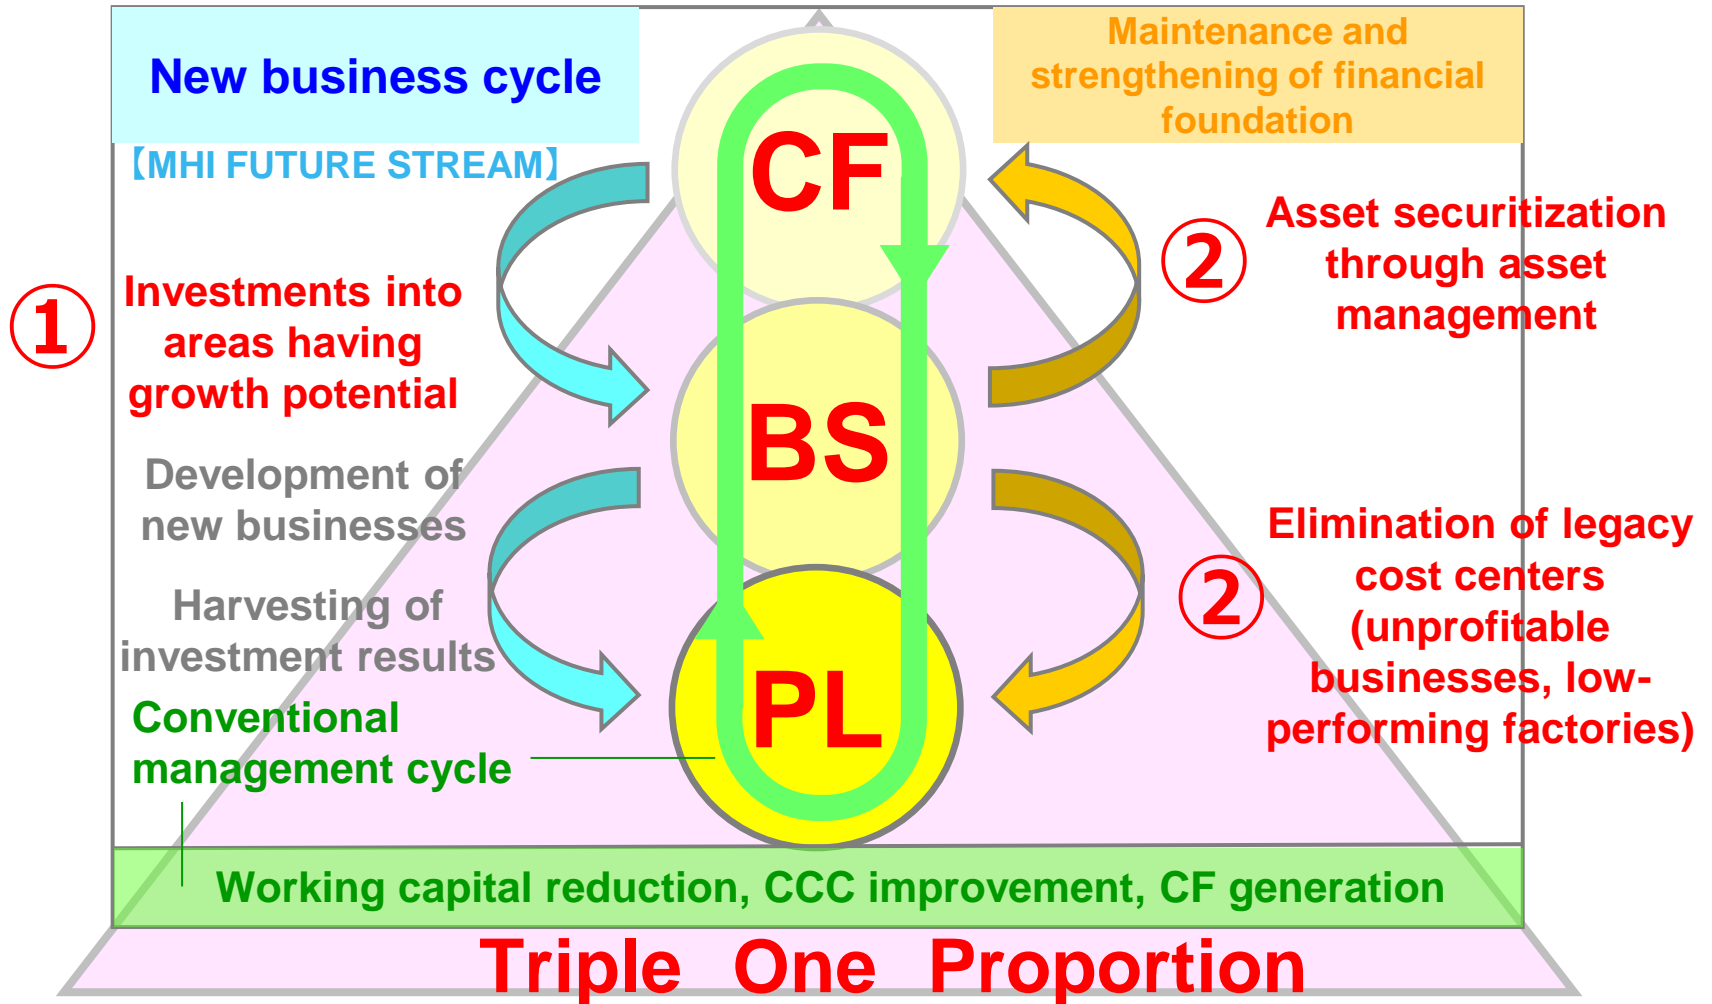 New business cycle
【MHI FUTURE STREAM】
①
Investments into
areas having
growth potential
Development of
new businesses
Harvesting of
investment results
Conventional
management cycle
CF
BS
PL
Maintenance and
strengthening of financial
foundation
②
Asset securitization
through asset
management
②
Elimination of legacy
cost centers
(unprofitable
businesses, low-
performing factories)
Working capital reduction, CCC improvement, CF generation
Triple One Proportion